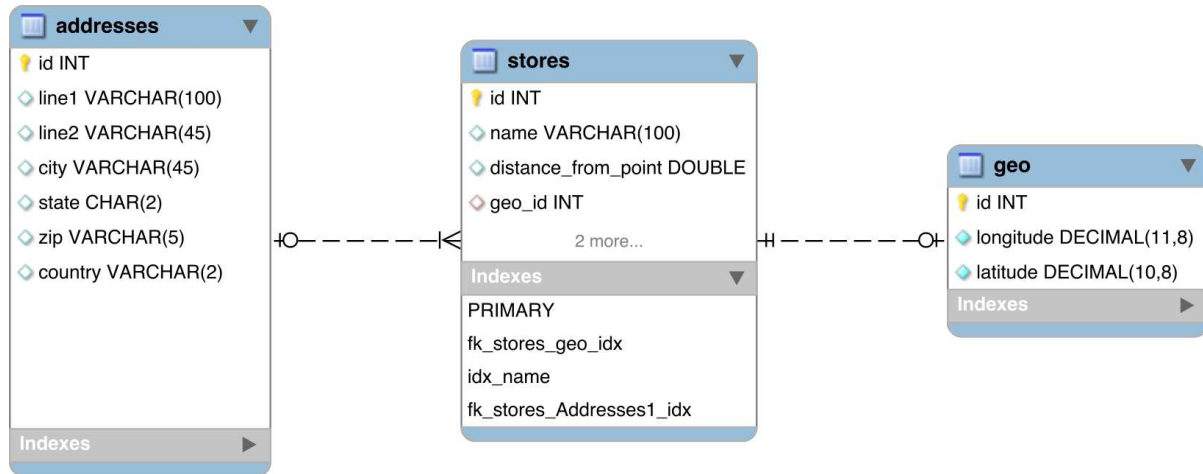 addresses
id INT
line1 VARCHAR(100)
line2 VARCHAR(45)
city VARCHAR(45)
state CHAR(2)
zip VARCHAR(5)
country VARCHAR(2)
Indexes
stores
id INT
name VARCHAR(100)
distance_from_point DOUBLE
geo_id INT
2 more...
Indexes
PRIMARY
fk_stores_geo_idx
idx_name
fk_stores_Addresses1_idx
geo
id INT
longitude DECIMAL(11,8)
latitude DECIMAL(10,8)
Indexes